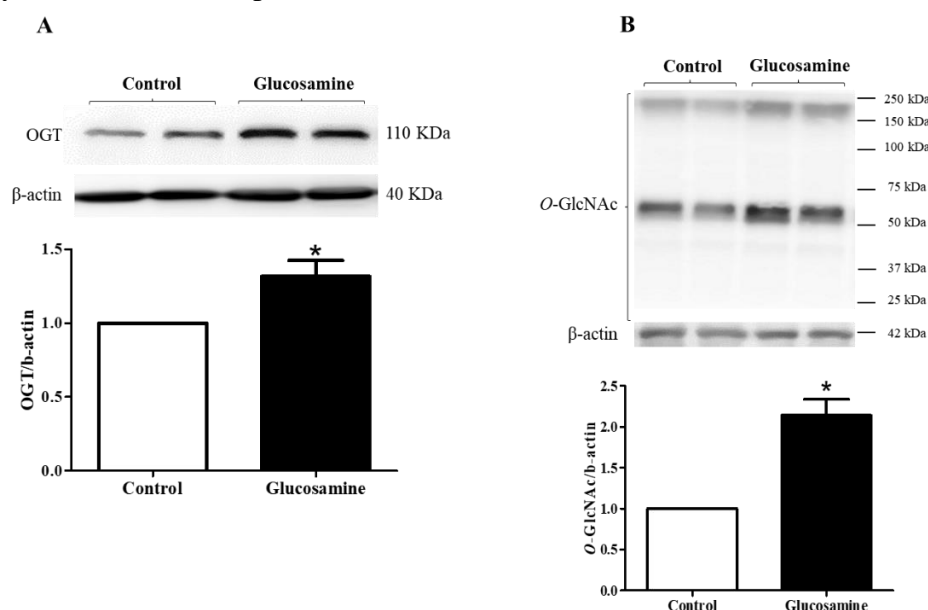 A
Control Glucosamine
OGT 110 KDa
β-actin 40 KDa
OGT/b-actin
1.5
*
1.0
0.5
0.0
Control Glucosamine
B
Control Glucosamine
O-GlcNAc
250 kDa
150 kDa
100 kDa
75 kDa
50 kDa
37 kDa
25 kDa
β-actin 42 kDa
O-GlcNAc/b-actin
2.5
*
2.0
1.5
1.0
0.5
0.0
Control Glucosamine